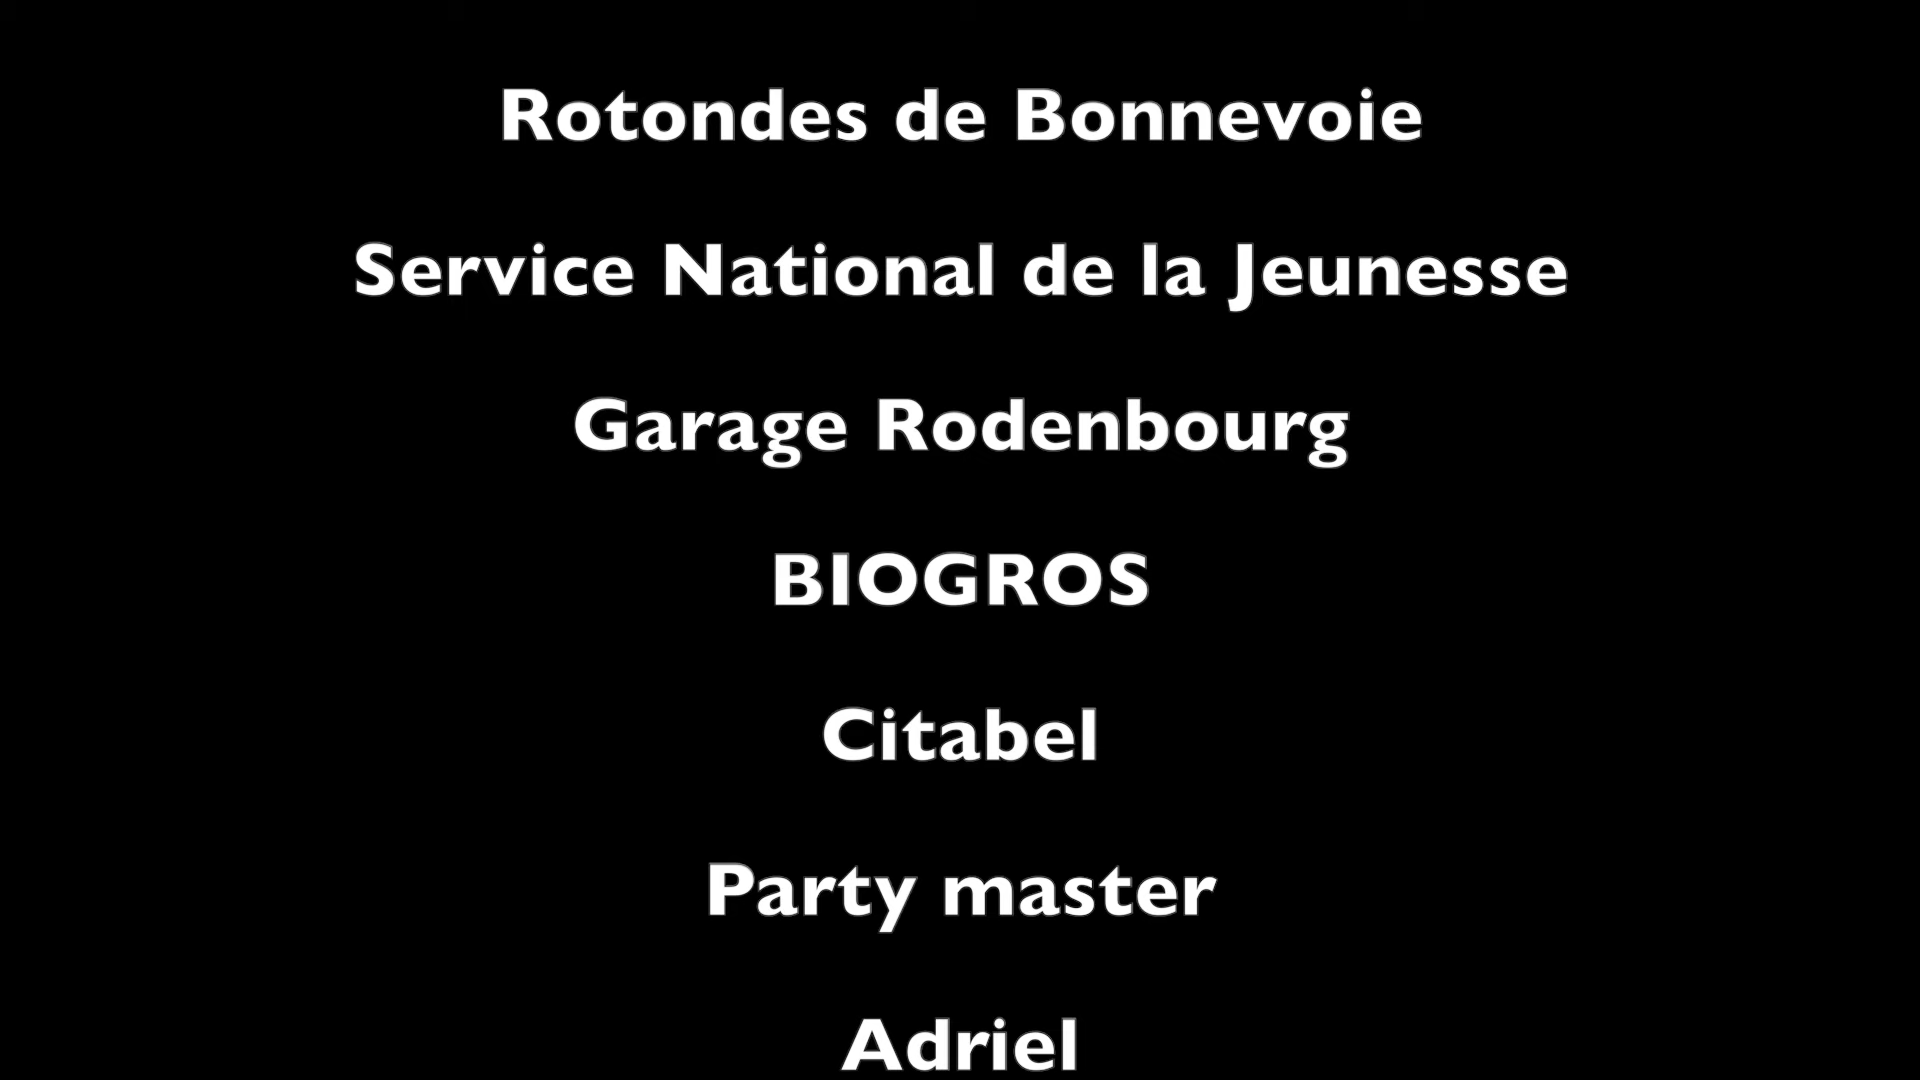 Rotondes de Bonnevoie
Service National de la Jeunesse
Garage Rodenbourg
BIOGROS
Citabel
Party master
Adriel